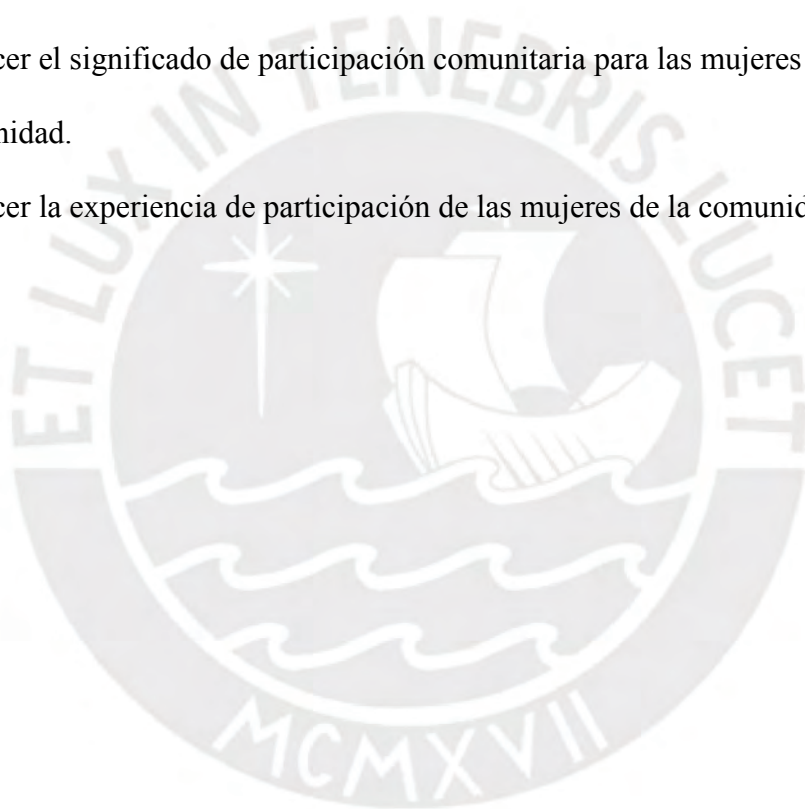 cer el significado de participación comunitaria para las mujeres
nidad.
cer la experiencia de participación de las mujeres de la comunid
ET LUX IN TENEBRIS LUCET
MCMXVII